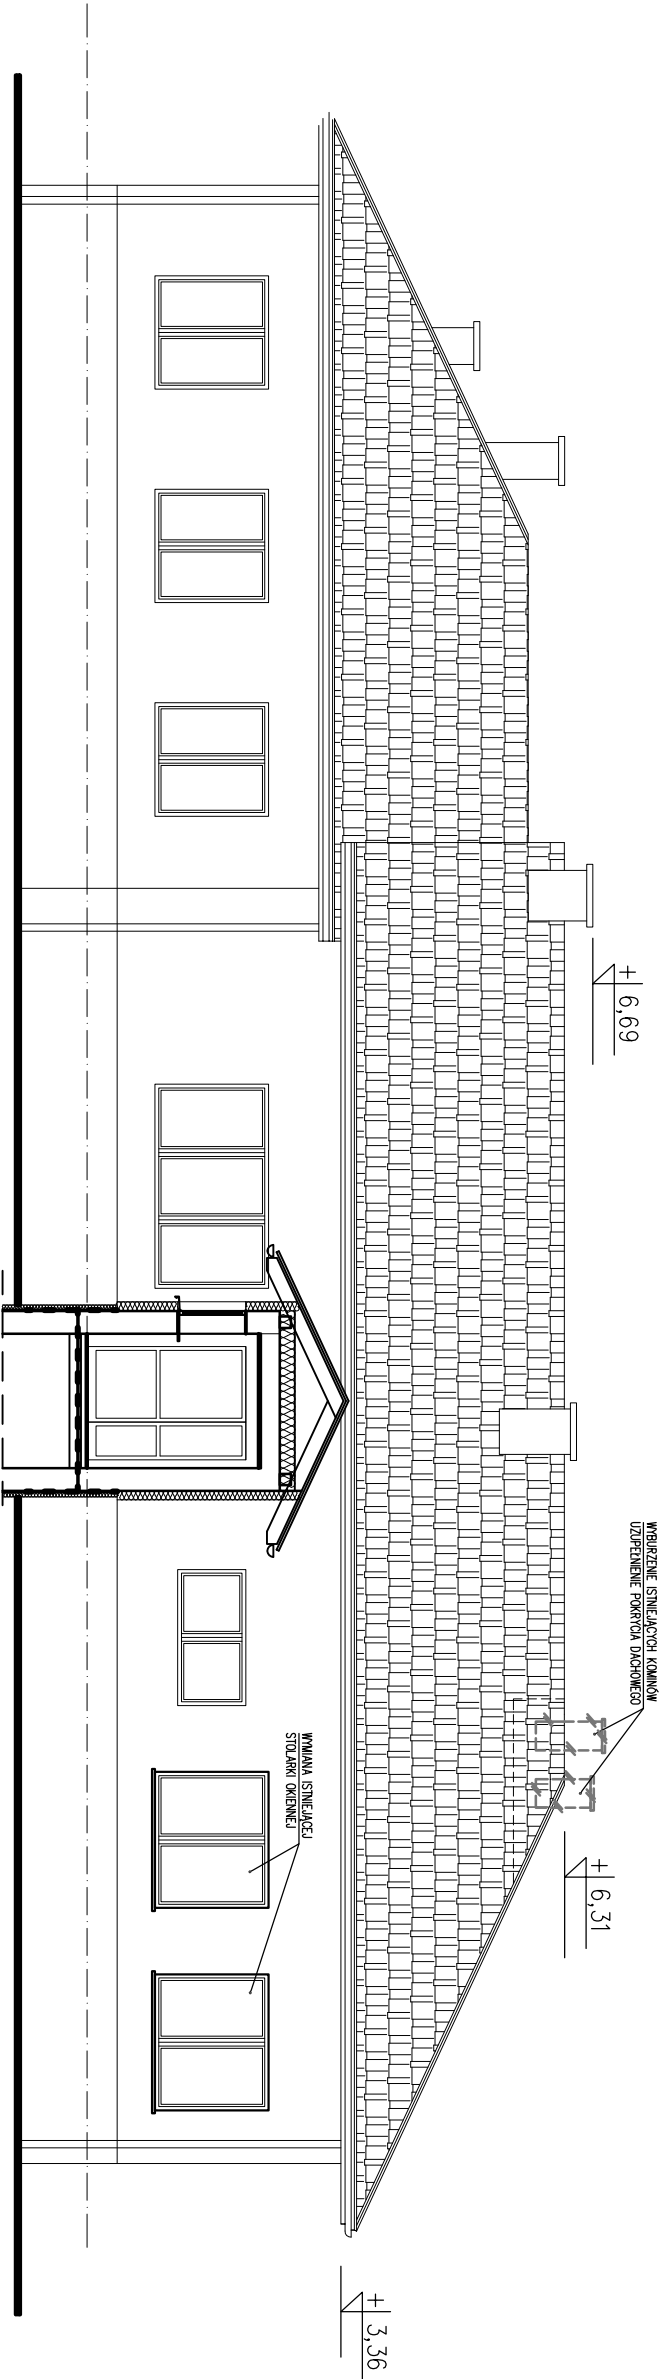 + 6,69
WYBURZENIE ISTNIEJĄCYCH KOMINÓW
UZUPEŁNIENIE POKRYCIA DACHOWEGO
+ 6,31
WYMIANA ISTNIEJĄCEJ
STOLARKI OKIENNEJ
+ 3,36